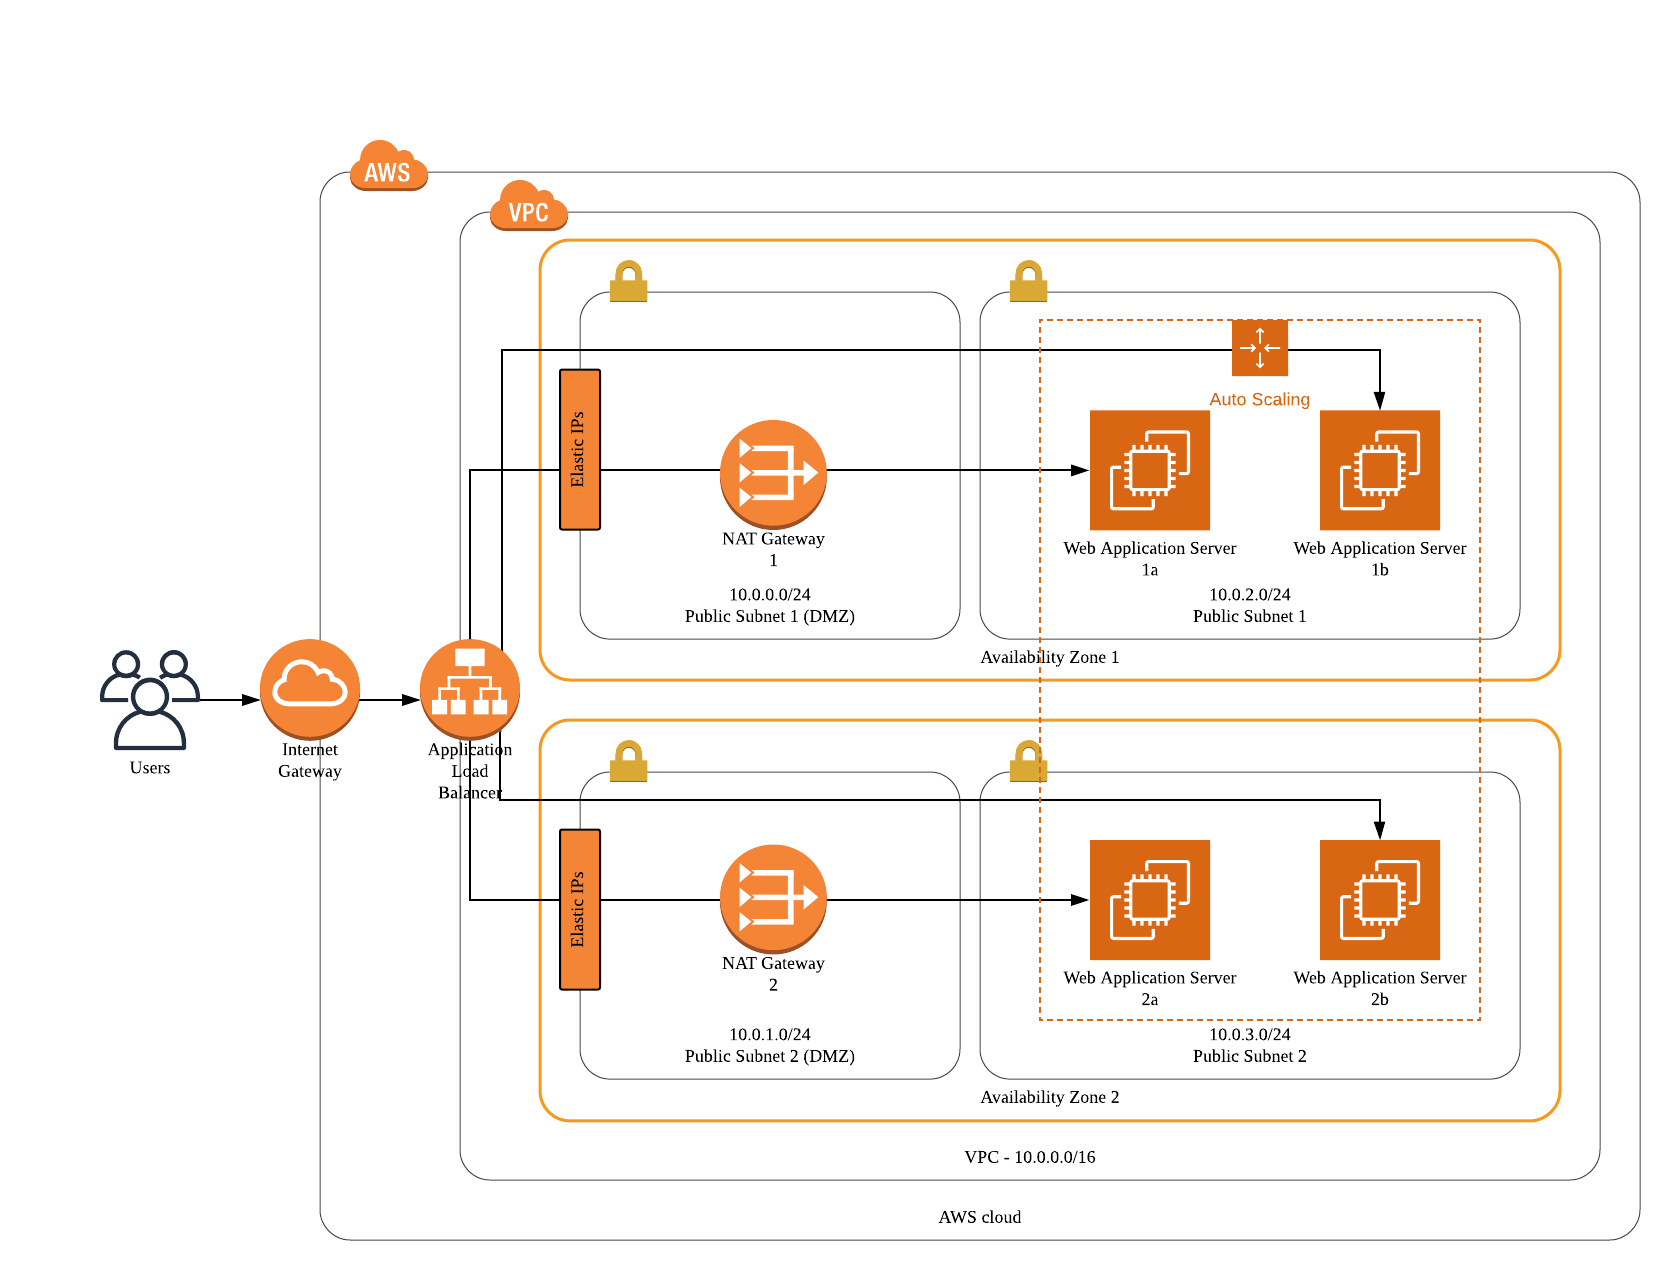 AWS
VPC
Elastic IPs
NAT Gateway
1
10.0.0.0/24
Public Subnet 1 (DMZ)
Auto Scaling
Web Application Server
1a
Web Application Server
1b
10.0.2.0/24
Public Subnet 1
Availability Zone 1
Users
Internet
Gateway
Application
Load
Balancer
Elastic IPs
NAT Gateway
2
10.0.1.0/24
Public Subnet 2 (DMZ)
Web Application Server
2a
Web Application Server
2b
10.0.3.0/24
Public Subnet 2
Availability Zone 2
VPC - 10.0.0.0/16
AWS cloud